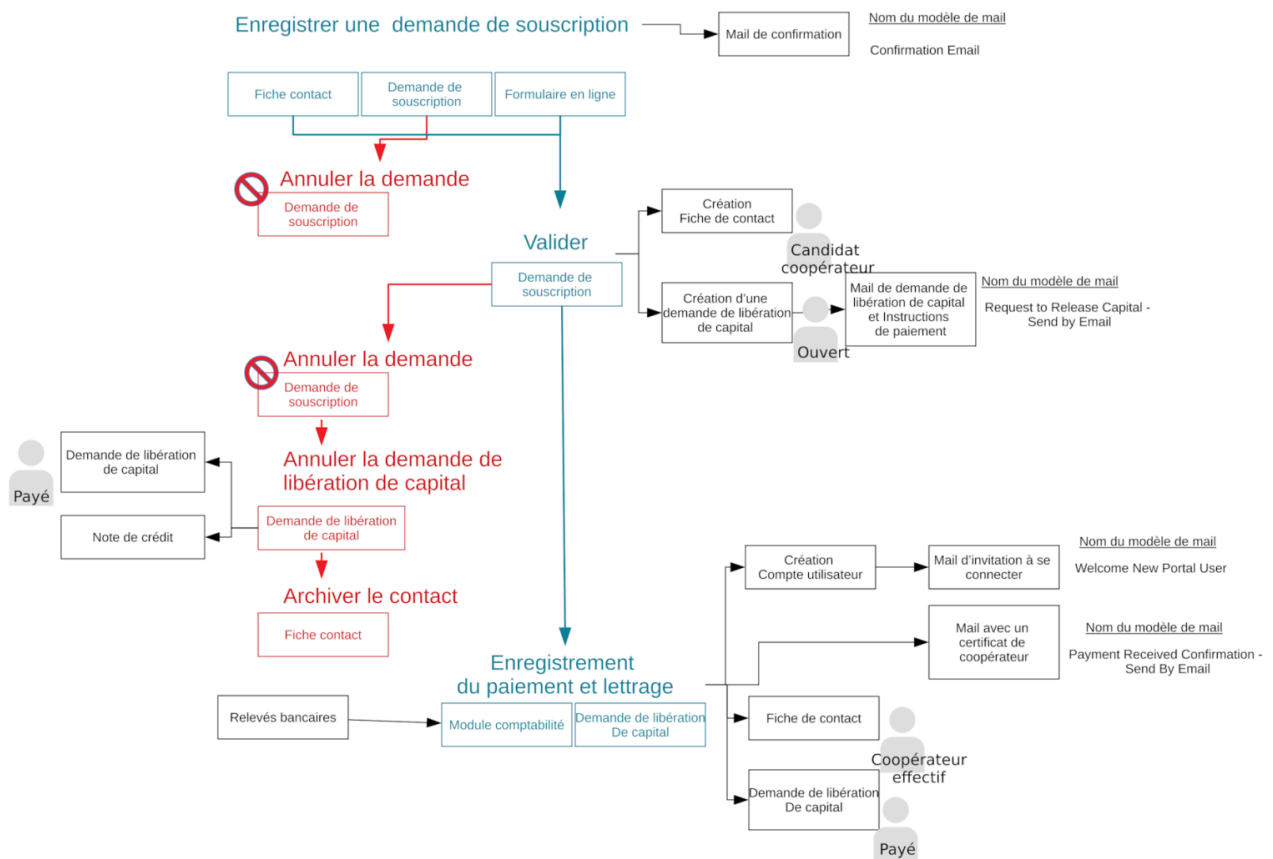 Enregistrer une  demande de souscription
Mail de confirmation
Nom du modèle de mail
Confirmation Email
Fiche contact
Demande de
souscription
Formulaire en ligne
Annuler la demande
Demande de
souscription
Valider
Demande de
souscription
Création
Fiche de contact
Candidat
coopérateur
Création d'une
demande de libération
de capital
Ouvert
Mail de demande de
libération de capital
et Instructions
de paiement
Nom du modèle de mail
Request to Release Capital -
Send by Email
Annuler la demande
Demande de
souscription
Annuler la demande de
libération de capital
Demande de libération
de capital
Payé
Demande de libération
de capital
Note de crédit
Archiver le contact
Fiche contact
Enregistrement
du paiement et lettrage
Relevés bancaires
Module comptabilité
Demande de libération
De capital
Création
Compte utilisateur
Mail d'invitation à se
connecter
Nom du modèle de mail
Welcome New Portal User
Mail avec un
certificat de
coopérateur
Nom du modèle de mail
Payment Received Confirmation -
Send By Email
Fiche de contact
Coopérateur
effectif
Demande de libération
De capital
Payé